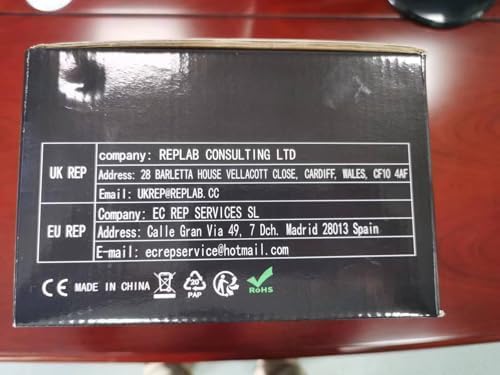 UK REP
company: REPLAB CONSULTING LTD
Address: 28 BARLETTA HOUSE VELLACOTT CLOSE, CARDIFF, WALES, CF10 4AF
Email: UKREP@REPLAB.CC
EU REP
Company: EC REP SERVICES SL
Address: Calle Gran Via 49, 7 Dch. Madrid 28013 Spain
E-mail: ecrepservice@hotmail.com
CE MADE IN CHINA 20 PAP RoHS